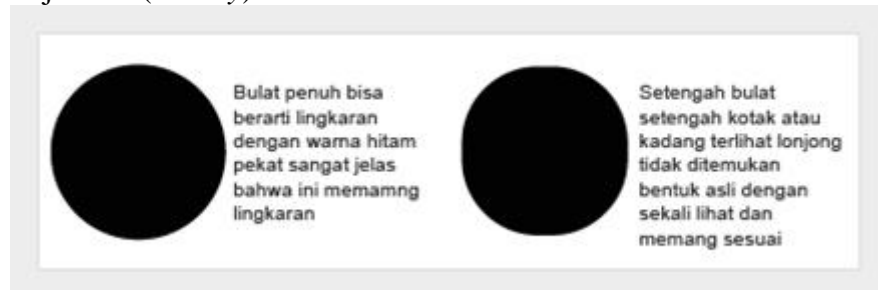 Bulat penuh bisa
berarti lingkaran
dengan warna hitam
pekat sangat jelas
bahwa ini memamng
lingkaran
Setengah bulat
setengah kotak atau
kadang terlihat lonjong
tidak ditemukan
bentuk asli dengan
sekali lihat dan
memang sesuai